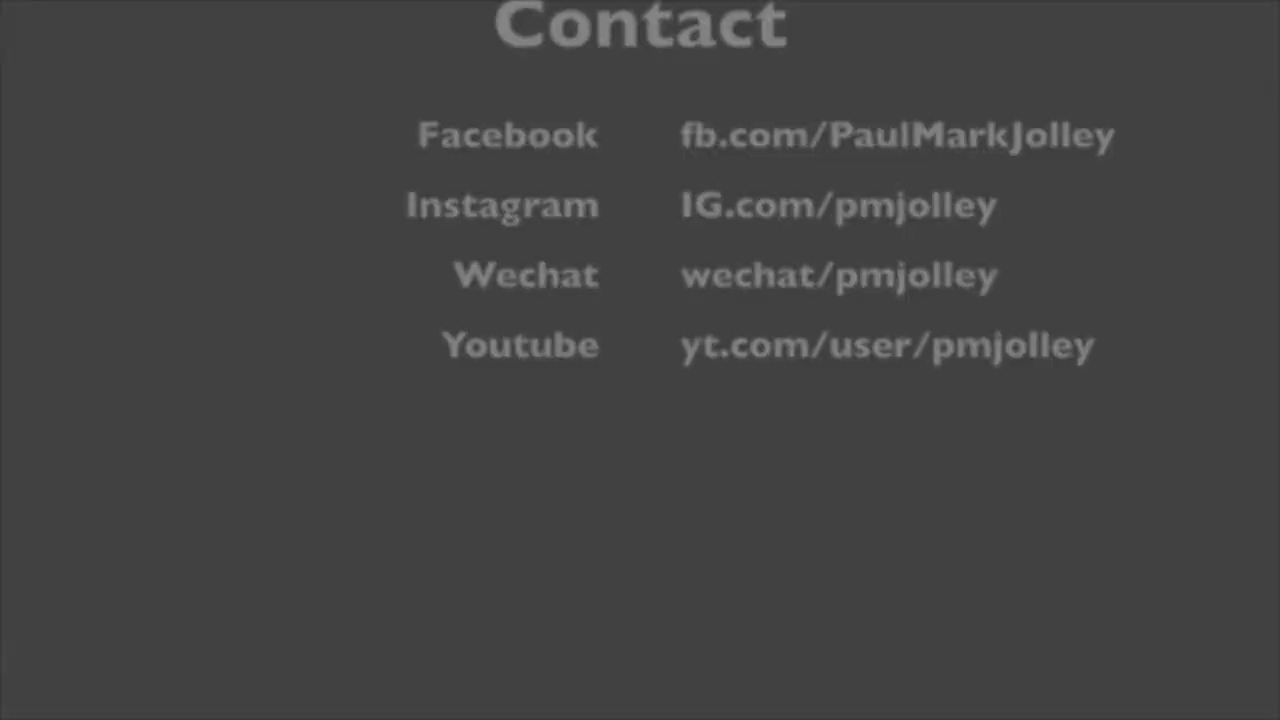 Contact
Facebook fb.com/PaulMarkJolley
Instagram IG.com/pmjolley
Wechat wechat/pmjolley
Youtube yt.com/user/pmjolley